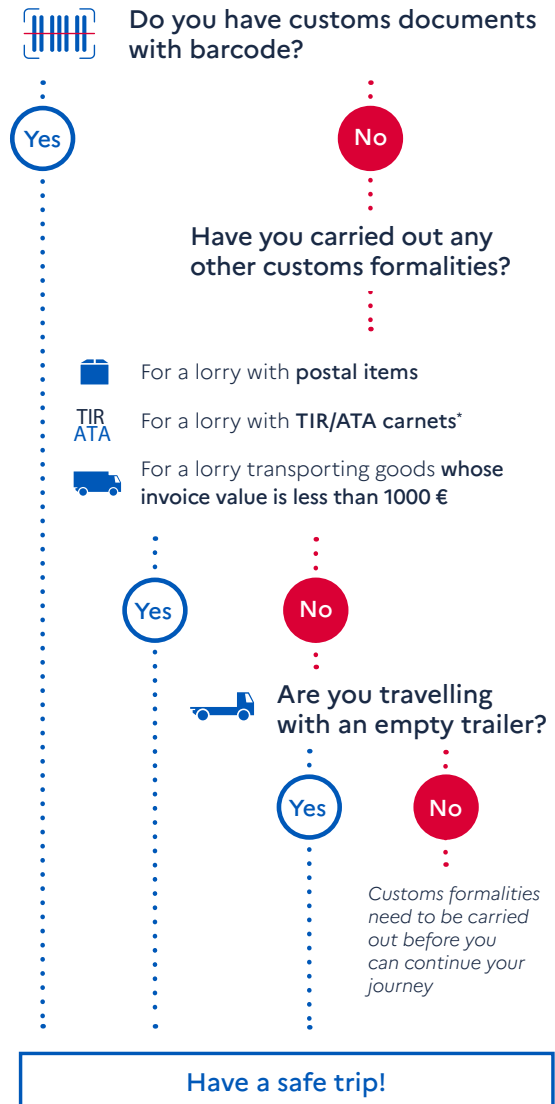 Do you have customs documents
with barcode?
Yes
No
Have you carried out any
other customs formalities?
For a lorry with postal items
TIR
ATA
For a lorry with TIR/ATA carnets*
For a lorry transporting goods whose
invoice value is less than 1000 €
Yes
No
Are you travelling
with an empty trailer?
Yes
No
Customs formalities
need to be carried
out before you
can continue your
journey
Have a safe trip!